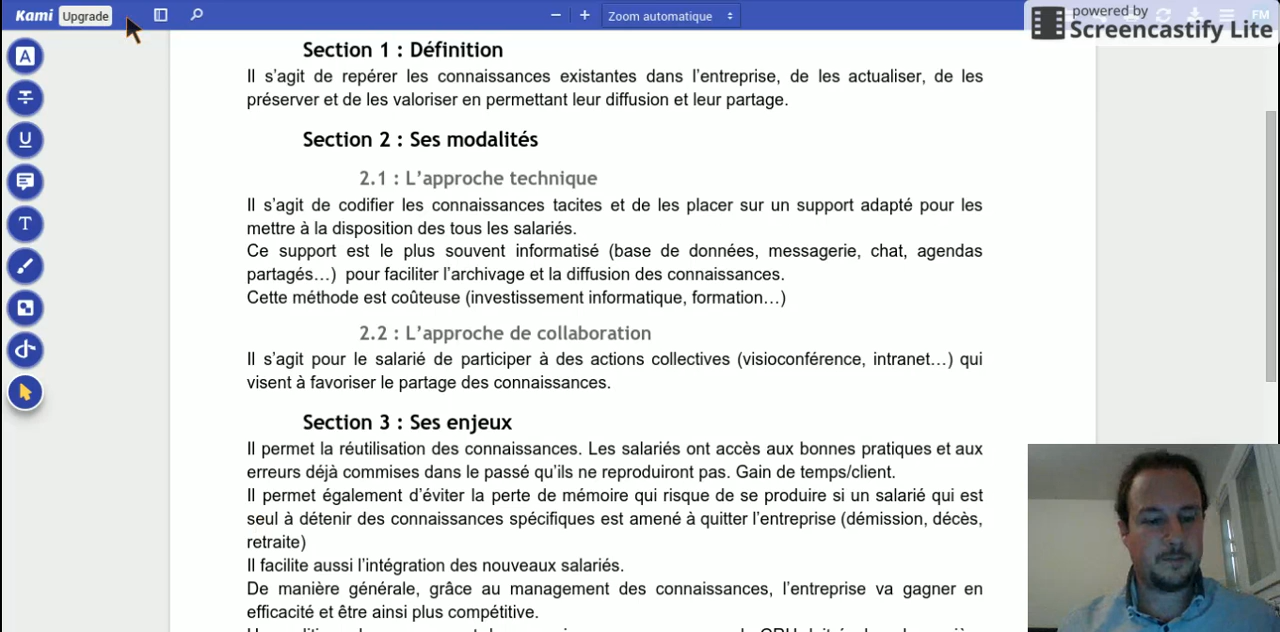 Kami Upgrade
Zoom automatique
powered by
Screencastify Lite
FM
Section 1 : Définition
Il s'agit de repérer les connaissances existantes dans l'entreprise, de les actualiser, de les
préserver et de les valoriser en permettant leur diffusion et leur partage.
Section 2 : Ses modalités
2.1 : L'approche technique
Il s'agit de codifier les connaissances tacites et de les placer sur un support adapté pour les
mettre à la disposition des tous les salariés.
Ce support est le plus souvent informatisé (base de données, messagerie, chat, agendas
partagés…) pour faciliter l'archivage et la diffusion des connaissances.
Cette méthode est coûteuse (investissement informatique, formation…)
2.2 : L'approche de collaboration
Il s'agit pour le salarié de participer à des actions collectives (visioconférence, intranet…) qui
visent à favoriser le partage des connaissances.
Section 3 : Ses enjeux
Il permet la réutilisation des connaissances. Les salariés ont accès aux bonnes pratiques et aux
erreurs déjà commises dans le passé qu'ils ne reproduiront pas. Gain de temps/client.
Il permet également d'éviter la perte de mémoire qui risque de se produire si un salarié qui est
seul à détenir des connaissances spécifiques est amené à quitter l'entreprise (démission, décès,
retraite)
Il facilite aussi l'intégration des nouveaux salariés.
De manière générale, grâce au management des connaissances, l'entreprise va gagner en
efficacité et être ainsi plus compétitive.